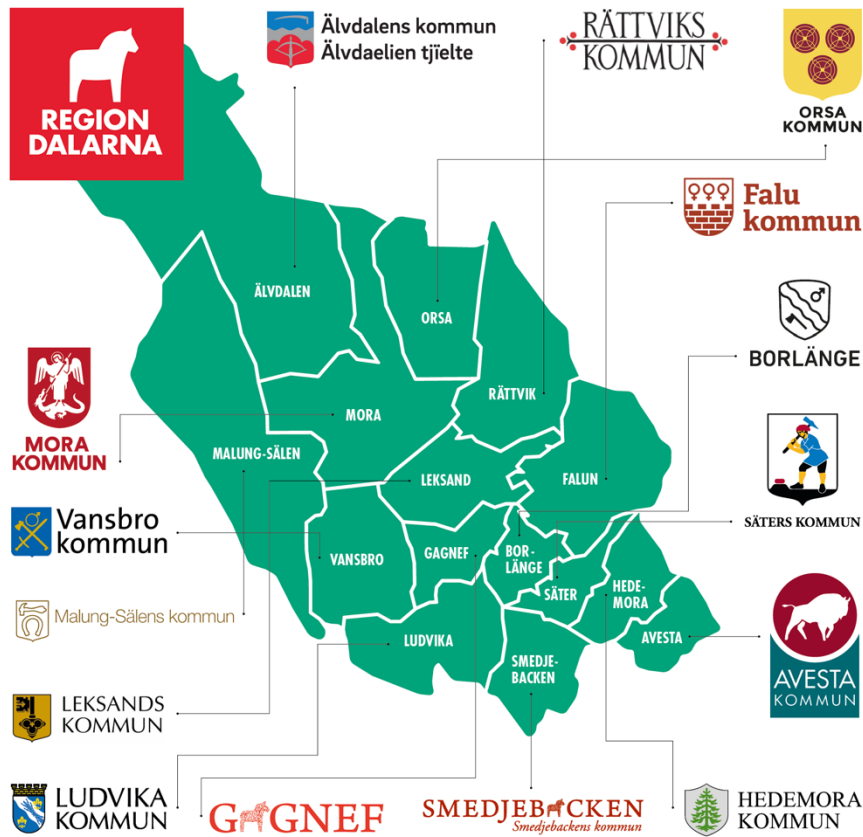 REGION
DALARNA
Älvdalens kommun
Älvdaelien tjïelte
RÄTTVIKS
KOMMUN
ORSA
KOMMUN
Falu
kommun
BORLÄNGE
MORA
KOMMUN
SÄTERS KOMMUN
Vansbro
kommun
Malung-Sälens kommun
AVESTA
KOMMUN
LEKSANDS
KOMMUN
LUDVIKA
KOMMUN
GAGNEF
SMEDJEBACKEN
Smedjebackens kommun
HEDEMORA
KOMMUN
ÄLVDALEN
ORSA
RÄTTVIK
MORA
MALUNG-SÄLEN
LEKSAND
FALUN
VANSBRO
GAGNEF
BOR-
LÄNGE
SÄTER
HEDE-
MORA
AVESTA
LUDVIKA
SMEDJE-
BACKEN